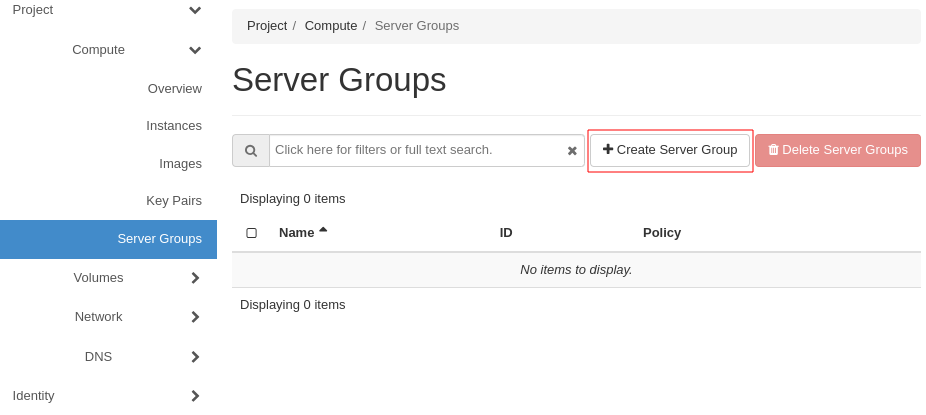 Project
Compute
Overview
Instances
Images
Key Pairs
Server Groups
Volumes
Network
DNS
Identity
Project / Compute / Server Groups
Server Groups
Click here for filters or full text search.
Create Server Group
Delete Server Groups
Displaying 0 items
Name ID Policy
No items to display.
Displaying 0 items